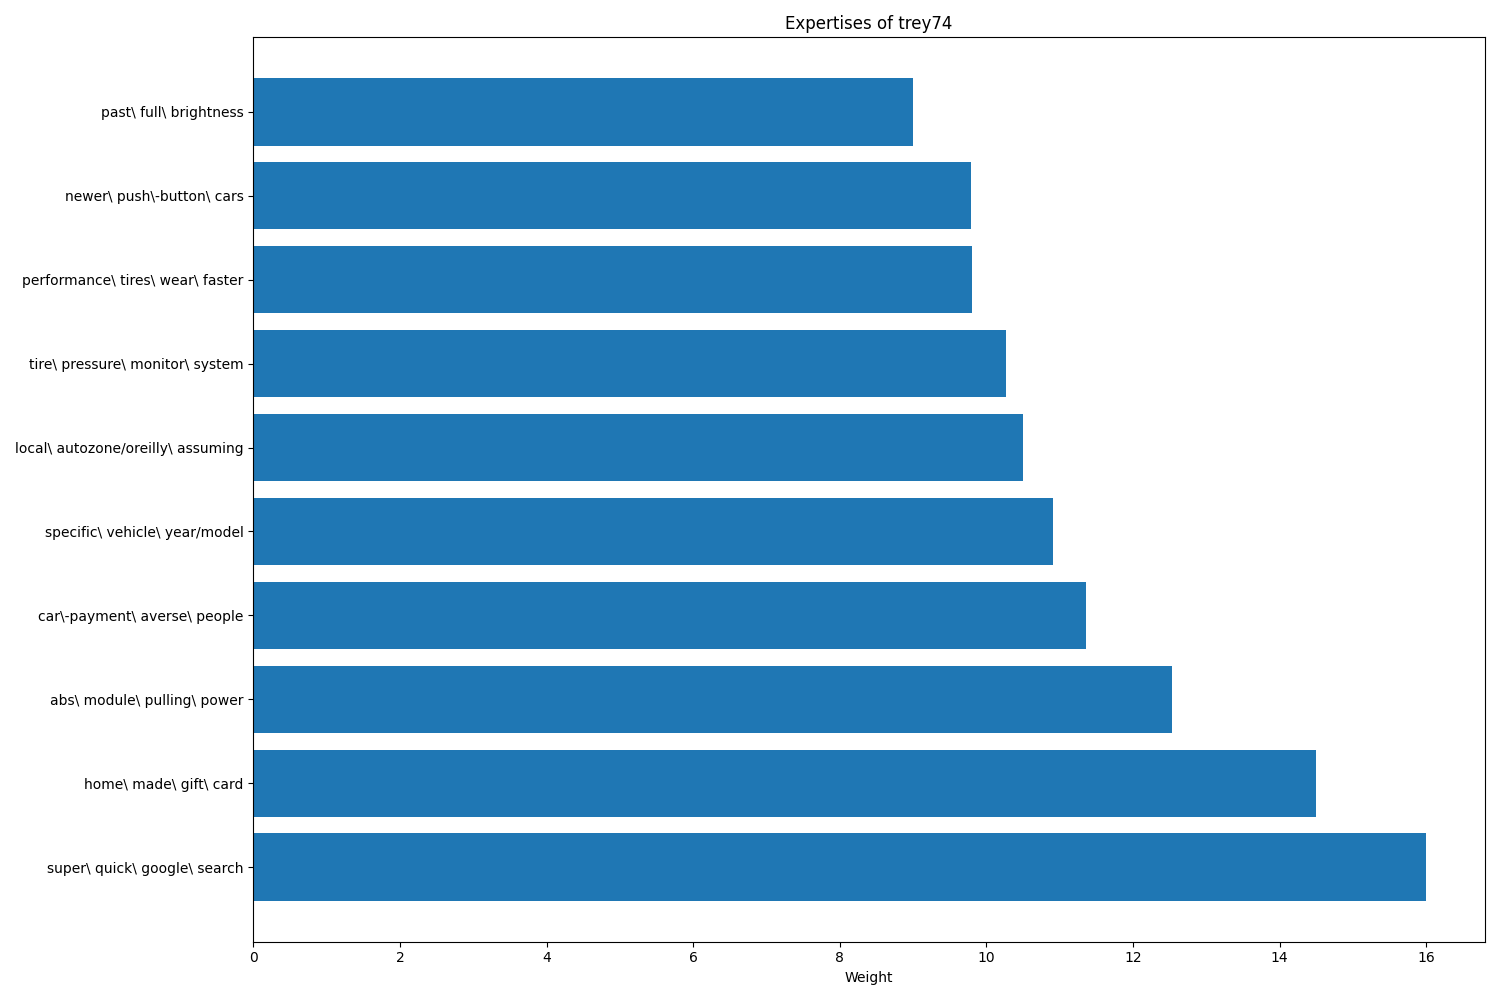 Expertises of trey74
past\ full\ brightness
newer\ push\-button\ cars
performance\ tires\ wear\ faster
tire\ pressure\ monitor\ system
local\ autozone/oreilly\ assuming
specific\ vehicle\ year/model
car\-payment\ averse\ people
abs\ module\ pulling\ power
home\ made\ gift\ card
super\ quick\ google\ search
0 2 4 6 8 10 12 14 16
Weight